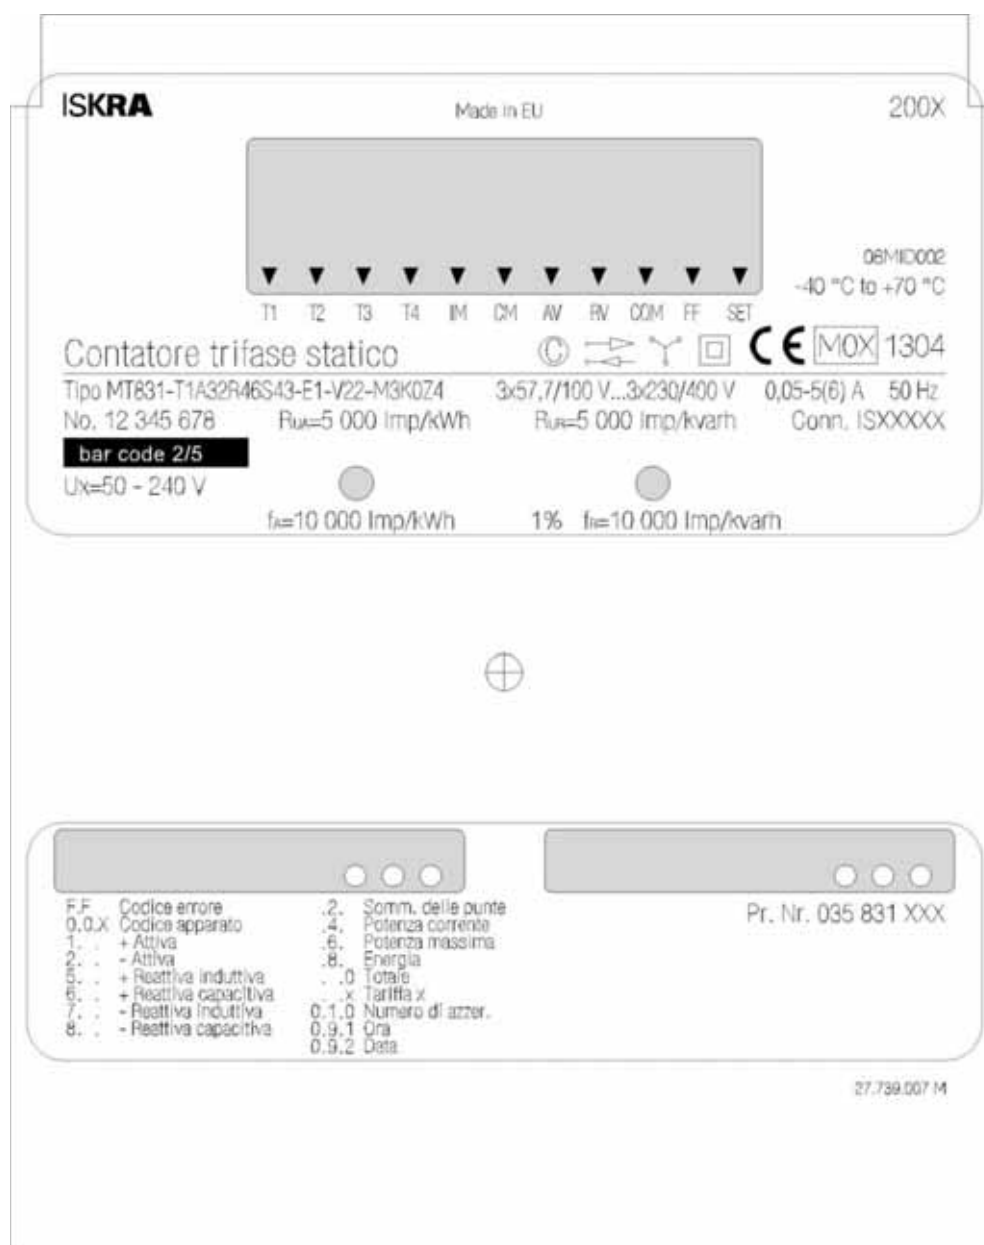 ISKRA Made in EU 200X
06MID002
-40 °C to +70 °C
T1 T2 T3 T4 IM CM AV RV COM FF SET
Contatore trifase statico © CE M0X 1304
Tipo MT831-T1A32R46S43-E1-V22-M3K0Z4 3x57,7/100 V...3x230/400 V 0,05-5(6) A 50 Hz
No. 12 345 678 RUA=5 000 Imp/kWh RUR=5 000 Imp/kvarh Conn. ISXXXXX
bar code 2/5
Ux=50 - 240 V
fA=10 000 Imp/kWh 1% fR=10 000 Imp/kvarh
F.F Codice errore
0.0.X Codice apparato
1. . + Attiva
2. . - Attiva
5. . + Reattiva induttiva
6. . + Reattiva capacitiva
7. . - Reattiva induttiva
8. . - Reattiva capacitiva
.2. Somm. delle punte
.4. Potenza corrente
.6. Potenza massima
.8. Energia
. .0 Totale
. .x Tariffa x
0.1.0 Numero di azzer.
0.9.1 Ora
0.9.2 Data
Pr. Nr. 035 831 XXX
27.739.007 M